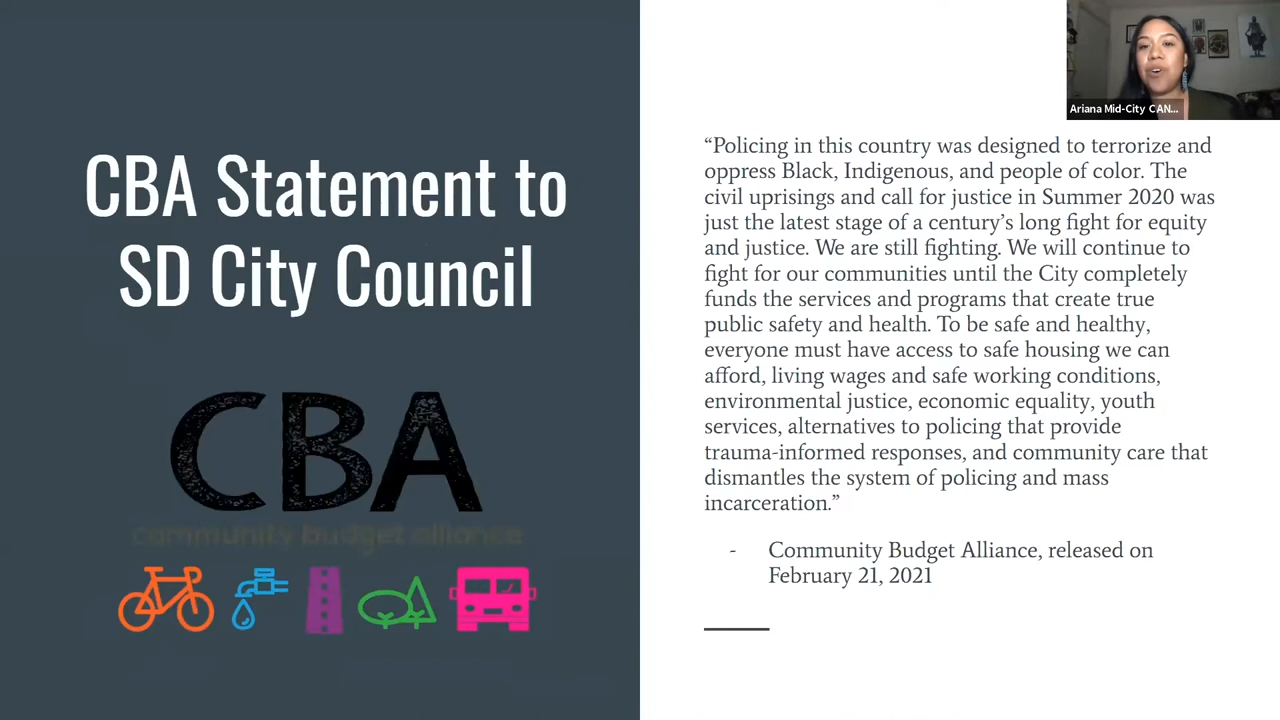 CBA Statement to
SD City Council
CBA
community budget alliance
Ariana Mid-City CAN...
“Policing in this country was designed to terrorize and
oppress Black, Indigenous, and people of color. The
civil uprisings and call for justice in Summer 2020 was
just the latest stage of a century’s long fight for equity
and justice. We are still fighting. We will continue to
fight for our communities until the City completely
funds the services and programs that create true
public safety and health. To be safe and healthy,
everyone must have access to safe housing we can
afford, living wages and safe working conditions,
environmental justice, economic equality, youth
services, alternatives to policing that provide
trauma-informed responses, and community care that
dismantles the system of policing and mass
incarceration.”
- Community Budget Alliance, released on
February 21, 2021